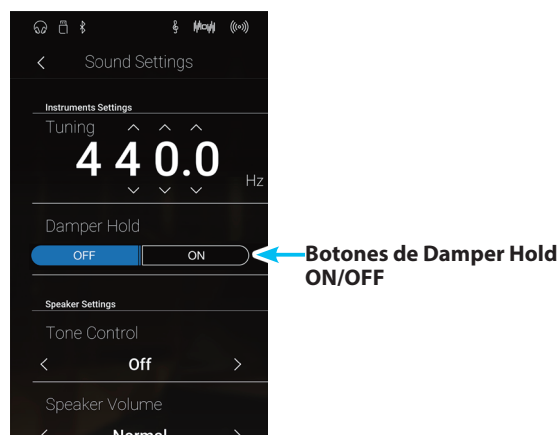 Sound Settings
Instruments Settings
Tuning
440.0
Hz
Damper Hold
OFF ON
Botones de Damper Hold
ON/OFF
Speaker Settings
Tone Control
Off
Speaker Volume
Normal